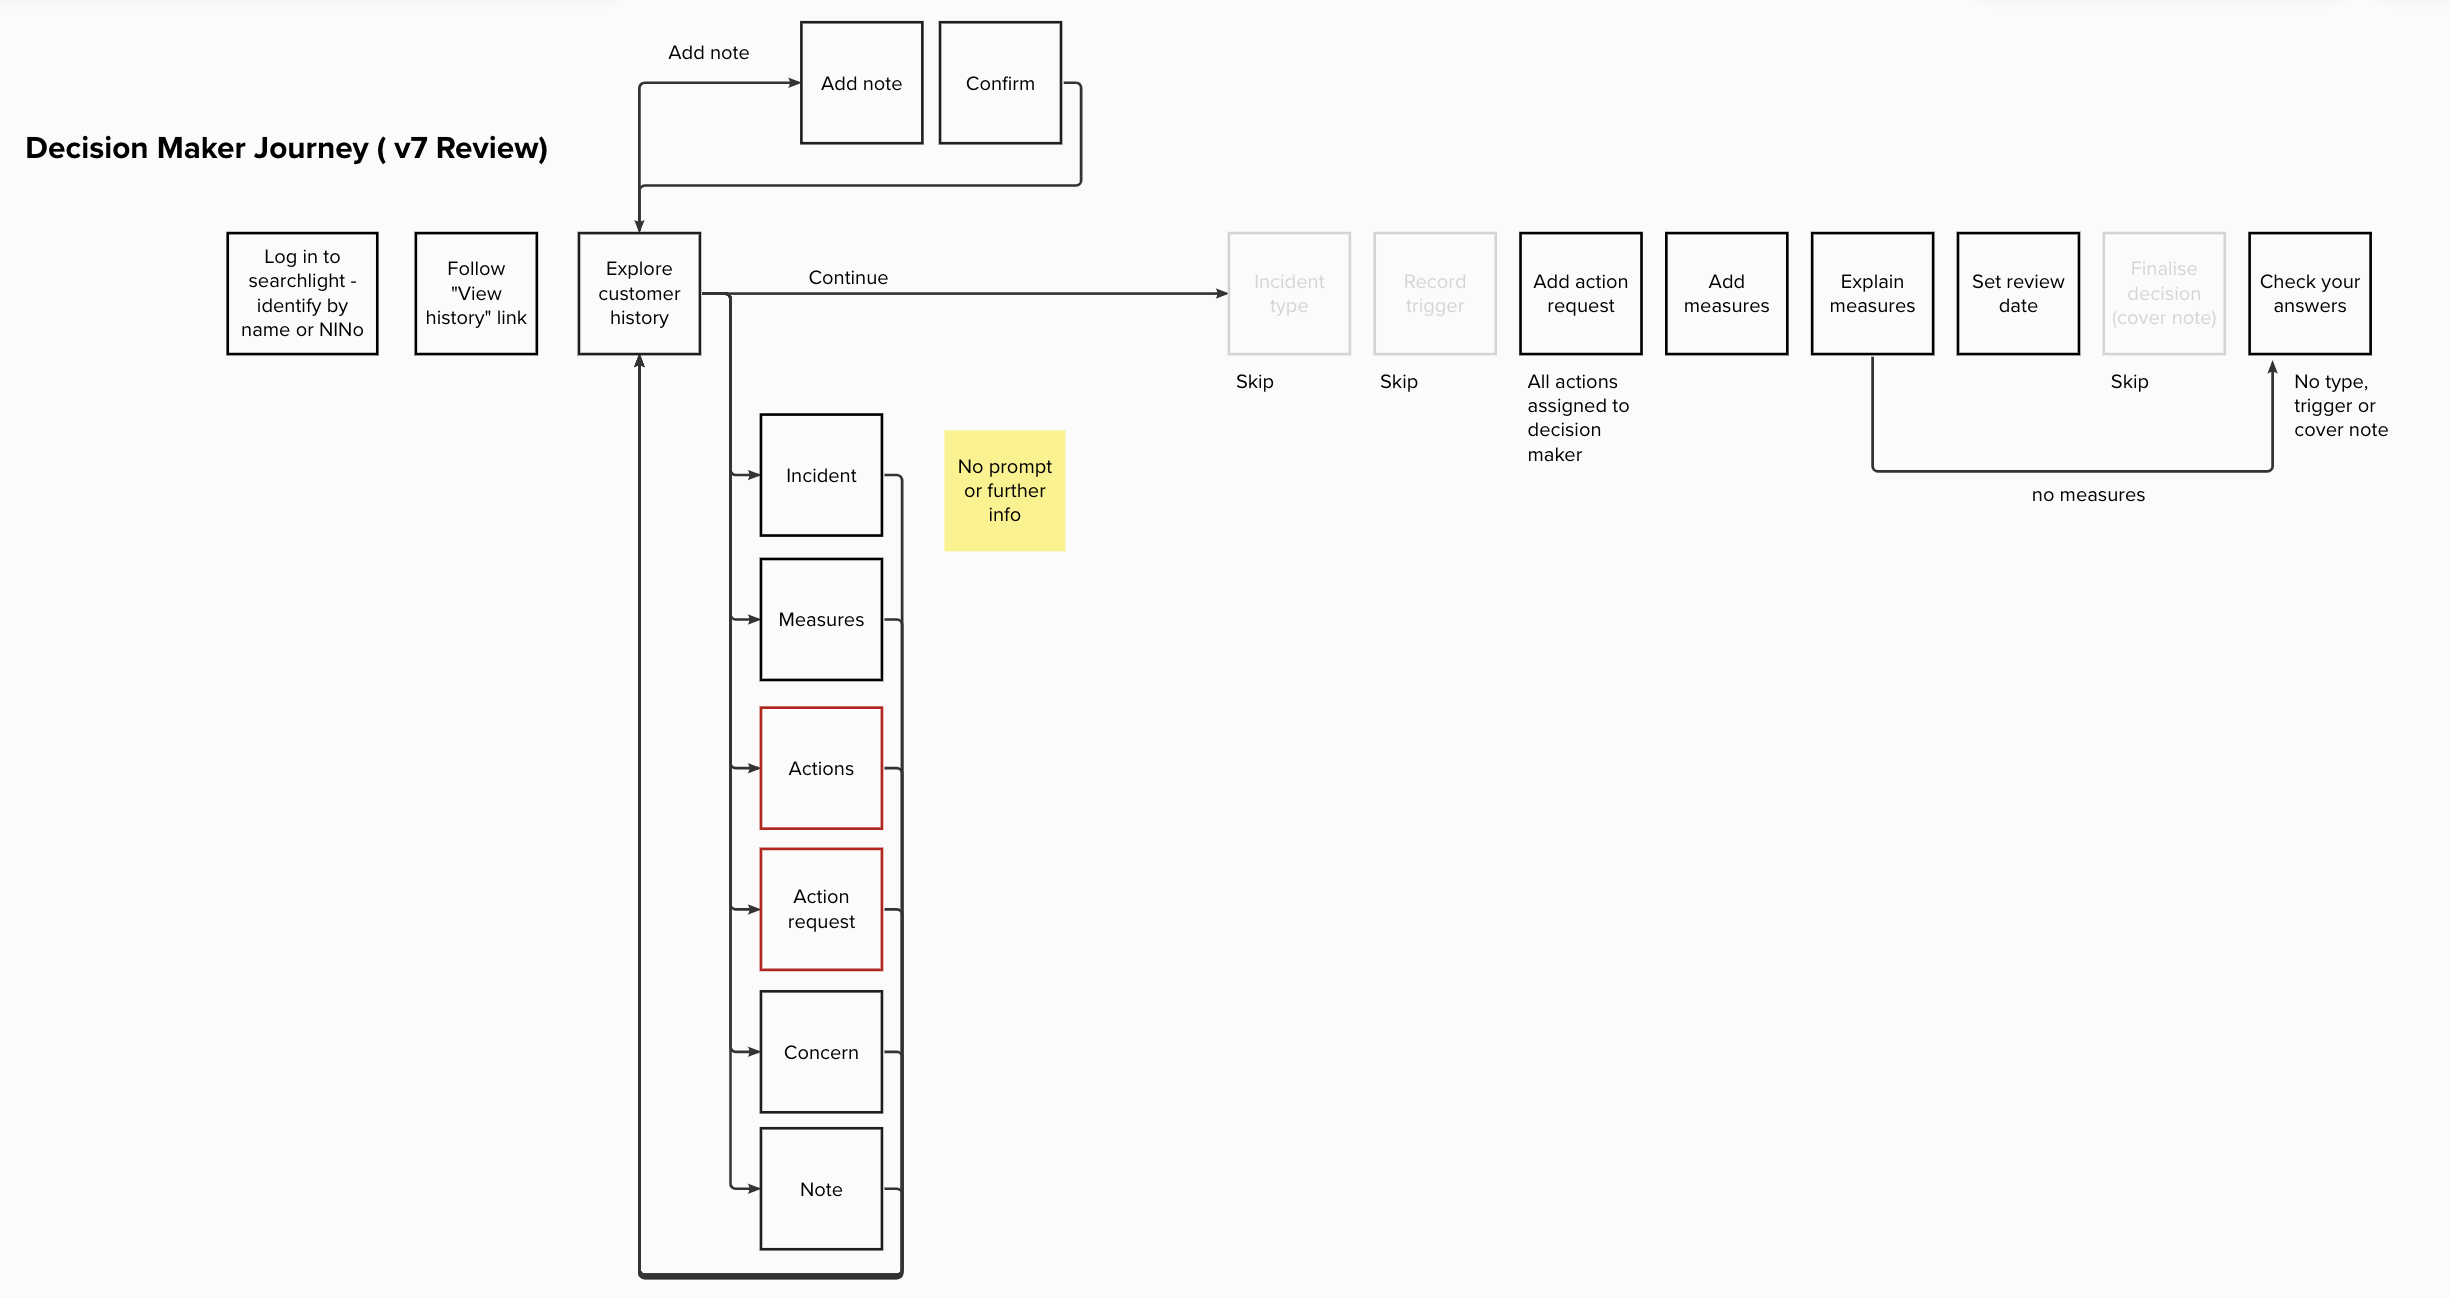 Add note
Add note
Confirm
Decision Maker Journey ( v7 Review)
Log in to
searchlight -
identify by
name or NINo
Follow
"View
history" link
Explore
customer
history
Continue
Incident
type
Record
trigger
Add action
request
Add
measures
Explain
measures
Set review
date
Finalise
decision
(cover note)
Check your
answers
Skip
Skip
All actions
assigned to
decision
maker
Skip
No type,
trigger or
cover note
no measures
Incident
No prompt
or further
info
Measures
Actions
Action
request
Concern
Note